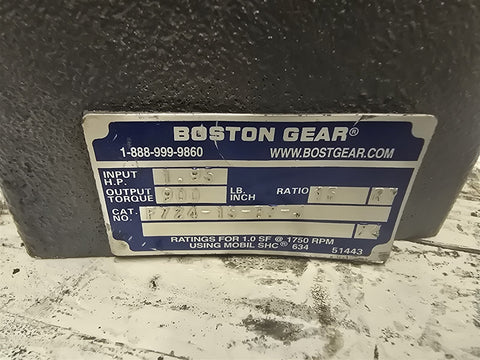 BOSTON GEAR®
1-888-999-9860 WWW.BOSTGEAR.COM
INPUT H.P. 1.95
OUTPUT TORQUE 900 LB. INCH RATIO
CAT. NO.
RATINGS FOR 1.0 SF @ 1750 RPM
USING MOBIL SHC® 634 51443